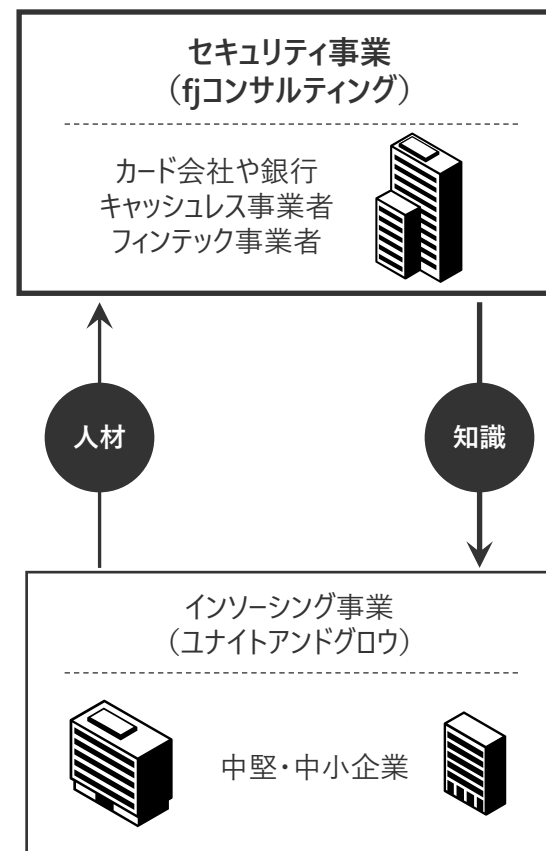 セキュリティ事業
（fjコンサルティング）
カード会社や銀行
キャッシュレス事業者
フィンテック事業者
人材
知識
インソーシング事業
（ユナイトアンドグロウ）
中堅・中小企業